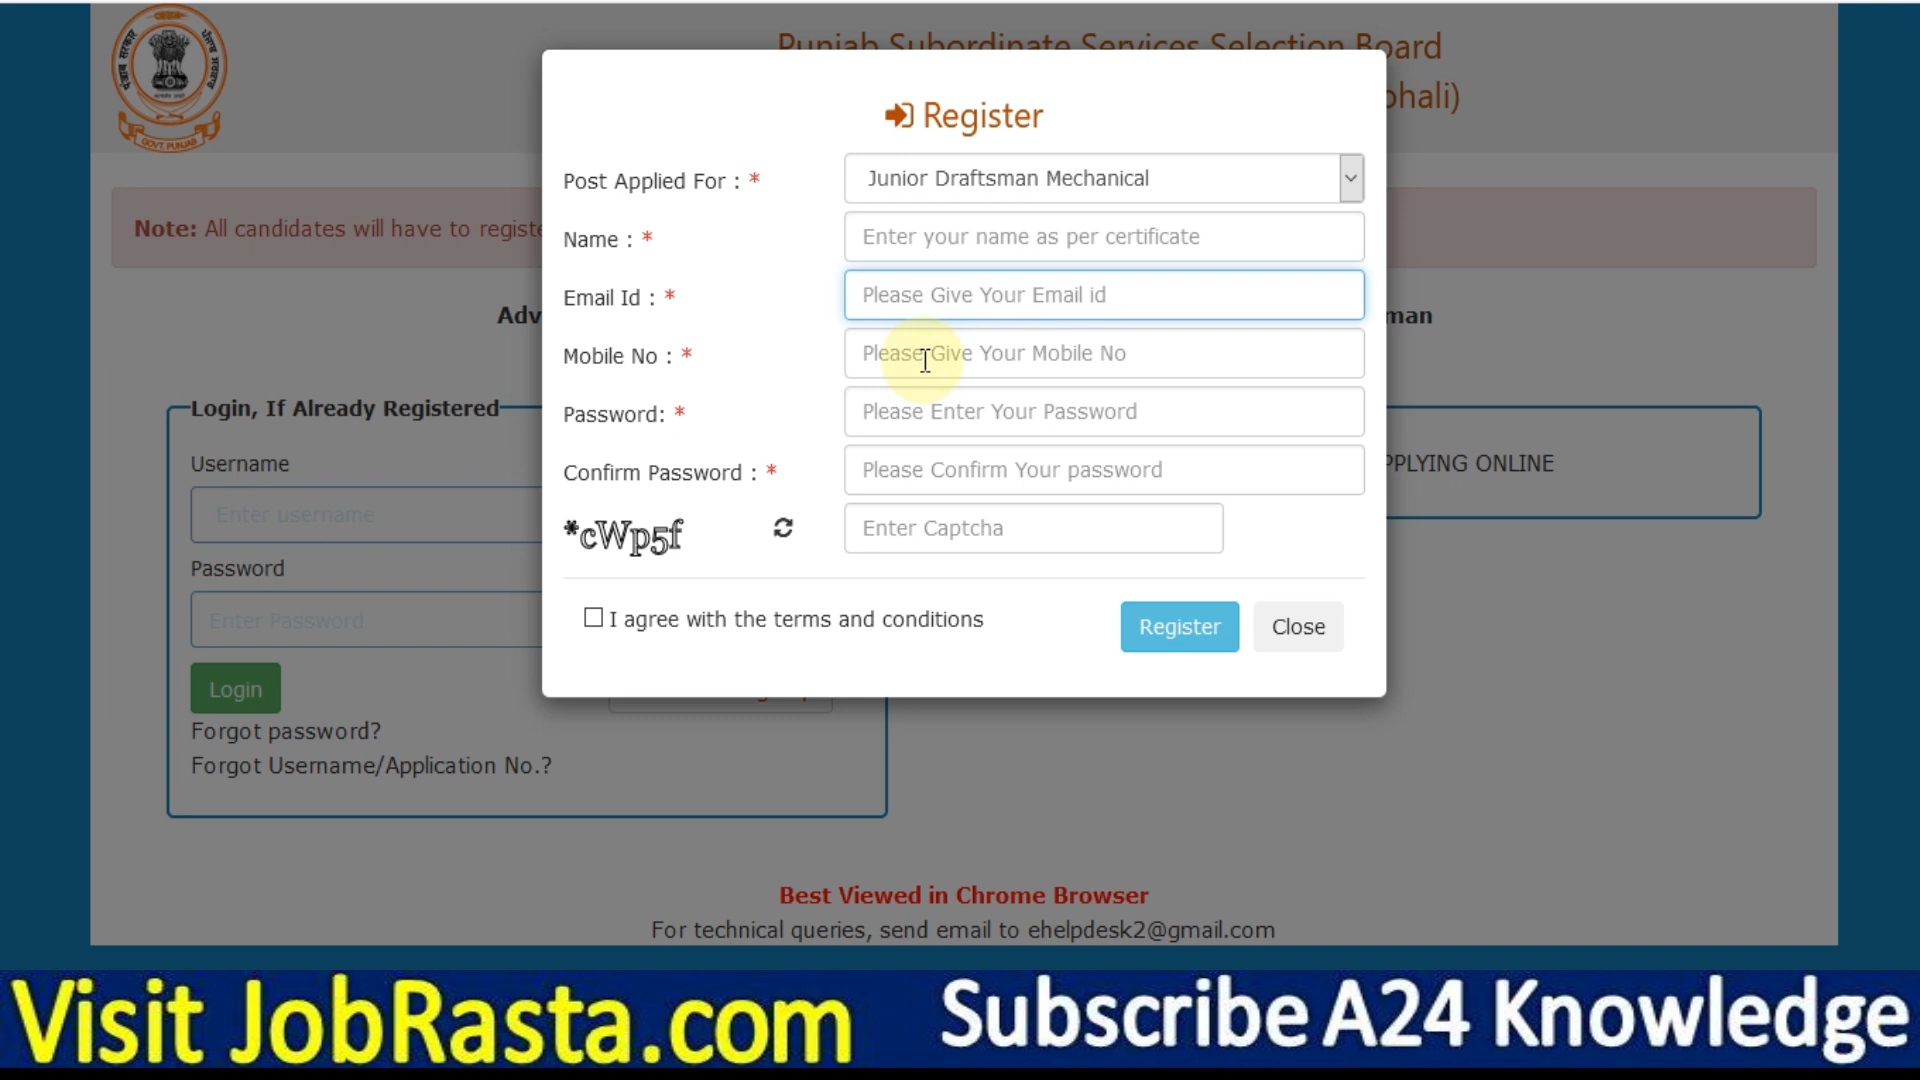 Punjab Subordinate Services Selection Board
ohali)
GOVT. PUNJAB
Register
Post Applied For : *
Junior Draftsman Mechanical
Note: All candidates will have to registe
Name : *
Enter your name as per certificate
Email Id : *
Please Give Your Email id
Adv
man
Mobile No : *
Please Give Your Mobile No
Login, If Already Registered
Password: *
Please Enter Your Password
Username
Confirm Password : *
Please Confirm Your password
PPLYING ONLINE
Enter username
*cWp5f
Enter Captcha
Password
Enter Password
I agree with the terms and conditions
Register
Close
Login
Forgot password?
Forgot Username/Application No.?
Best Viewed in Chrome Browser
For technical queries, send email to ehelpdesk2@gmail.com
Visit JobRasta.com
Subscribe A24 Knowledge